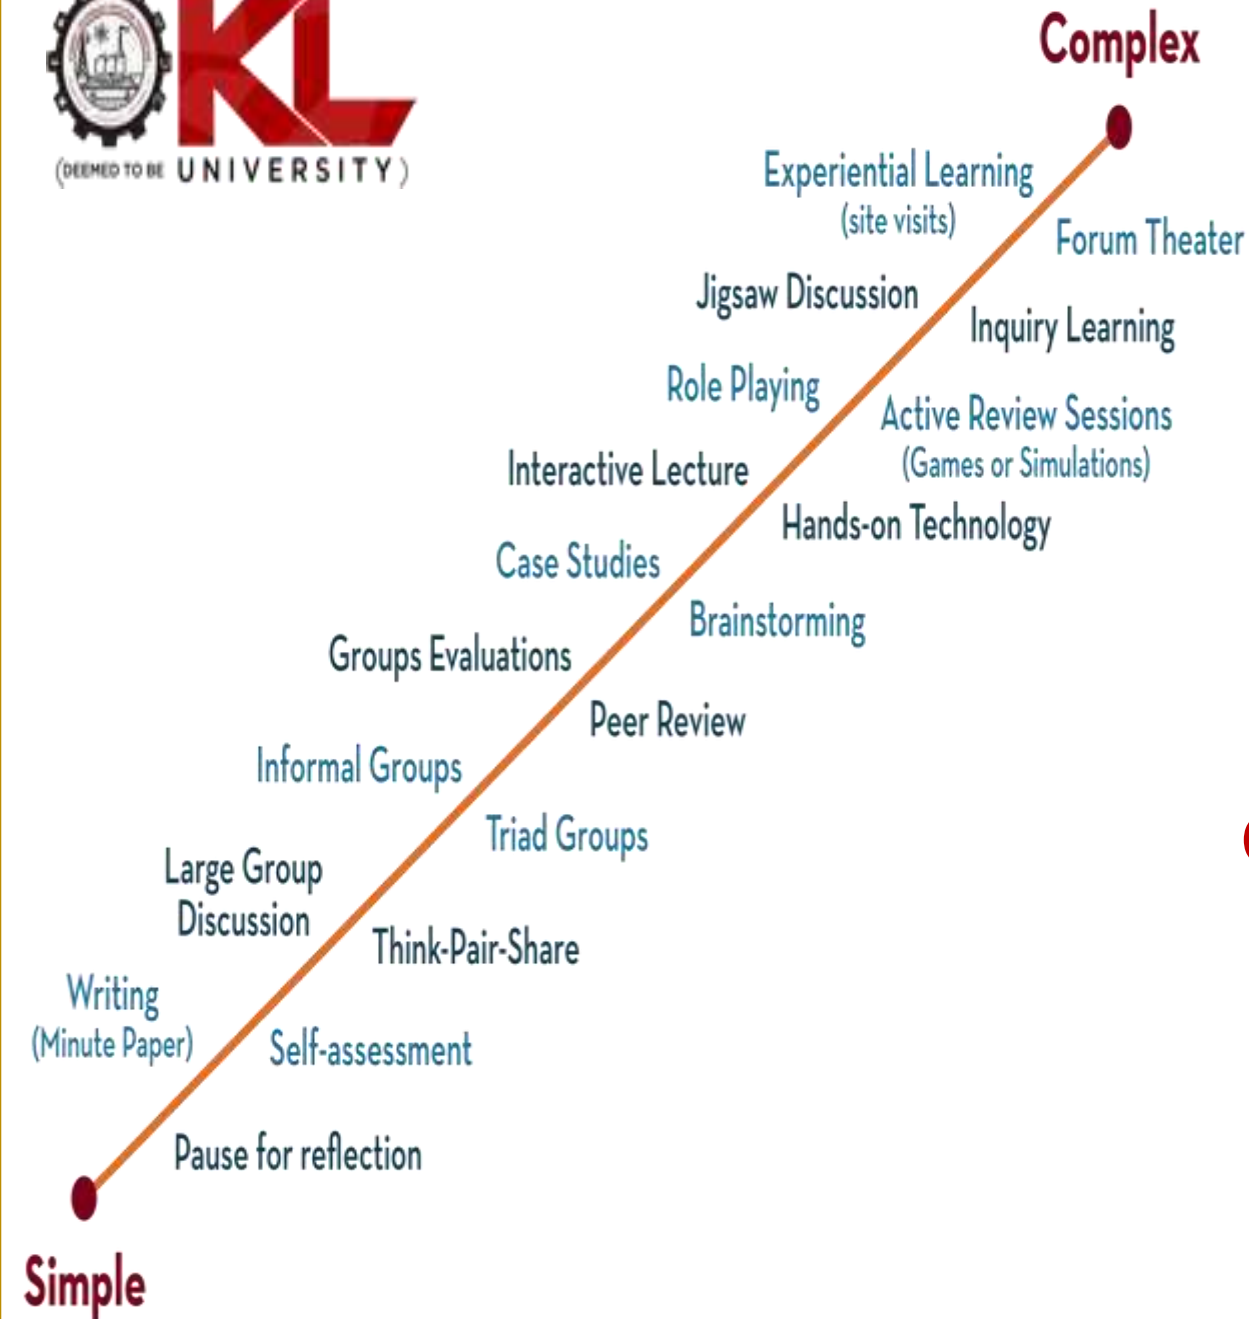 KL
(DEEMED TO BE UNIVERSITY)
Complex
Experiential Learning
(site visits)
Forum Theater
Jigsaw Discussion
Inquiry Learning
Role Playing
Active Review Sessions
(Games or Simulations)
Interactive Lecture
Hands-on Technology
Case Studies
Brainstorming
Groups Evaluations
Peer Review
Informal Groups
Triad Groups
Large Group
Discussion
Think-Pair-Share
Writing
(Minute Paper)
Self-assessment
Pause for reflection
Simple